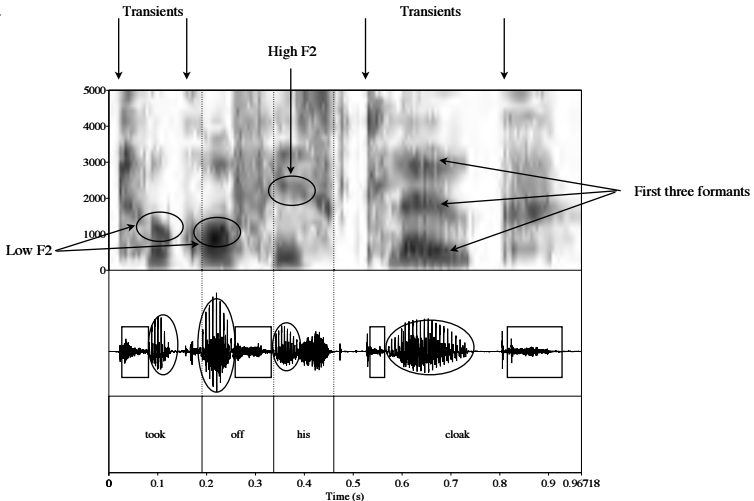 Transients Transients
High F2
5000
4000
3000
2000
1000
0
First three formants
Low F2
took off his cloak
0 0.1 0.2 0.3 0.4 0.5 0.6 0.7 0.8 0.9 0.96718
Time (s)